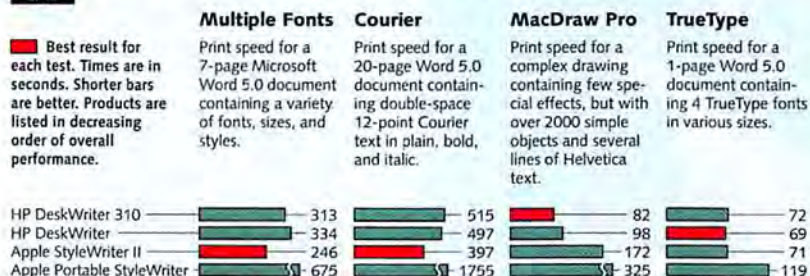 Multiple Fonts Courier MacDraw Pro TrueType
Best result for
each test. Times are in
seconds. Shorter bars
are better. Products are
listed in decreasing
order of overall
performance.
Print speed for a
7-page Microsoft
Word 5.0 document
containing a variety
of fonts, sizes, and
styles.
Print speed for a
20-page Word 5.0
document contain-
ing double-space
12-point Courier
text in plain, bold,
and italic.
Print speed for a
complex drawing
containing few spe-
cial effects, but with
over 2000 simple
objects and several
lines of Helvetica
text.
Print speed for a
1-page Word 5.0
document contain-
ing 4 TrueType fonts
in various sizes.
HP DeskWriter 310 313 515 82 72
HP DeskWriter 334 497 98 69
Apple StyleWriter II 246 397 172 71
Apple Portable StyleWriter 675 1755 325 119